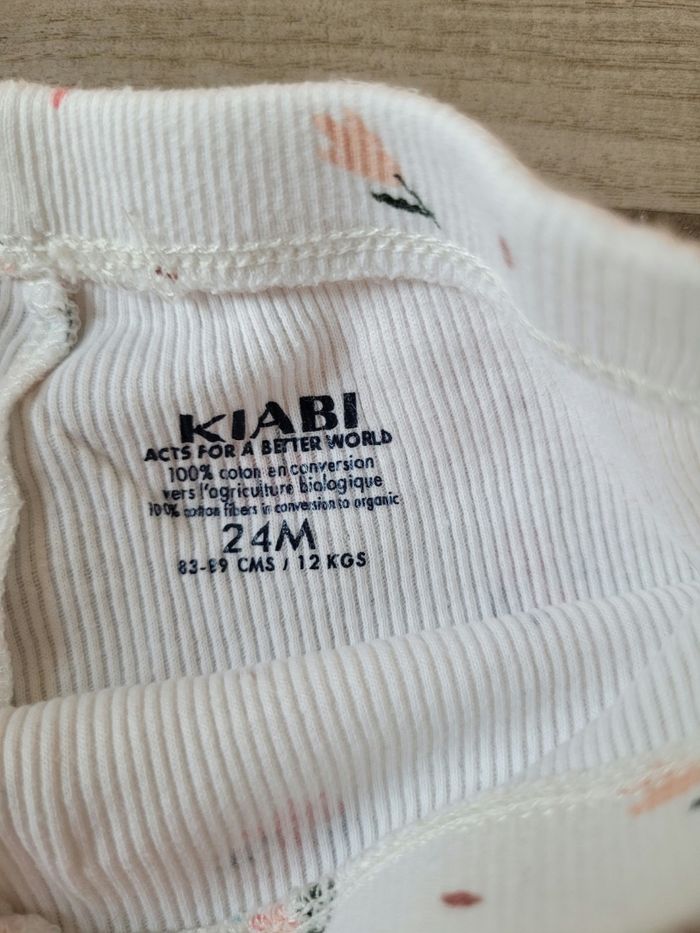 KIABI
ACTS FOR A BETTER WORLD
100% coton en conversion
vers l'agriculture biologique
100% cotton fibers in conversion to organic
24M
83-89 CMS / 12 KGS